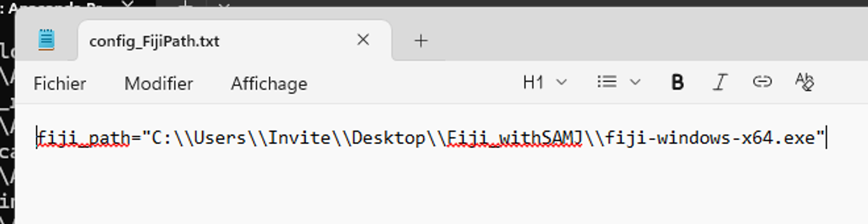 config_FijiPath.txt
Fichier Modifier Affichage H1 B I
fiji_path="C:\\Users\\Invite\\Desktop\\Fiji_withSAMJ\\fiji-windows-x64.exe"